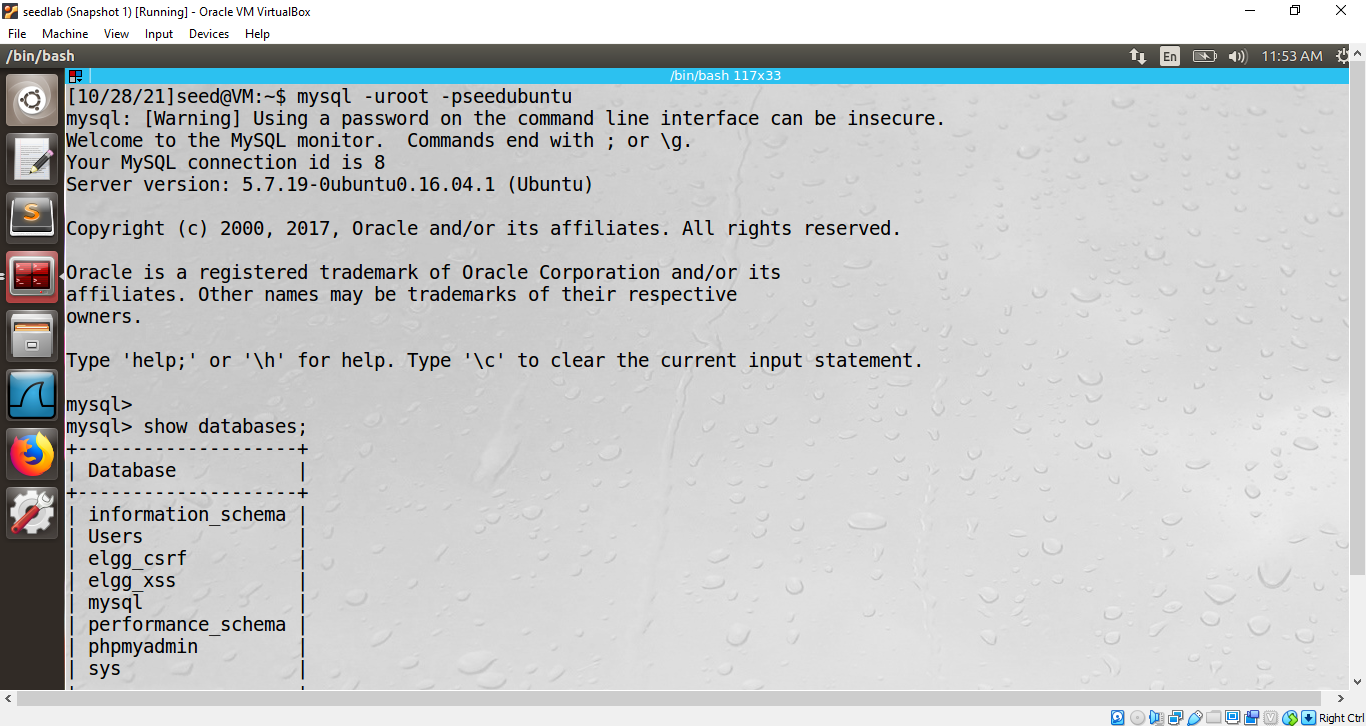 seedlab (Snapshot 1) [Running] - Oracle VM VirtualBox
File Machine View Input Devices Help
/bin/bash En 11:53 AM
/bin/bash 117x33
[10/28/21]seed@VM:~$ mysql -uroot -pseedubuntu
mysql: [Warning] Using a password on the command line interface can be insecure.
Welcome to the MySQL monitor.  Commands end with ; or \g.
Your MySQL connection id is 8
Server version: 5.7.19-0ubuntu0.16.04.1 (Ubuntu)
Copyright (c) 2000, 2017, Oracle and/or its affiliates. All rights reserved.
Oracle is a registered trademark of Oracle Corporation and/or its
affiliates. Other names may be trademarks of their respective
owners.
Type 'help;' or '\h' for help. Type '\c' to clear the current input statement.
mysql>
mysql> show databases;
+--------------------+
| Database           |
+--------------------+
| information_schema |
| Users              |
| elgg_csrf          |
| elgg_xss           |
| mysql              |
| performance_schema |
| phpmyadmin         |
| sys                |
Right Ctrl